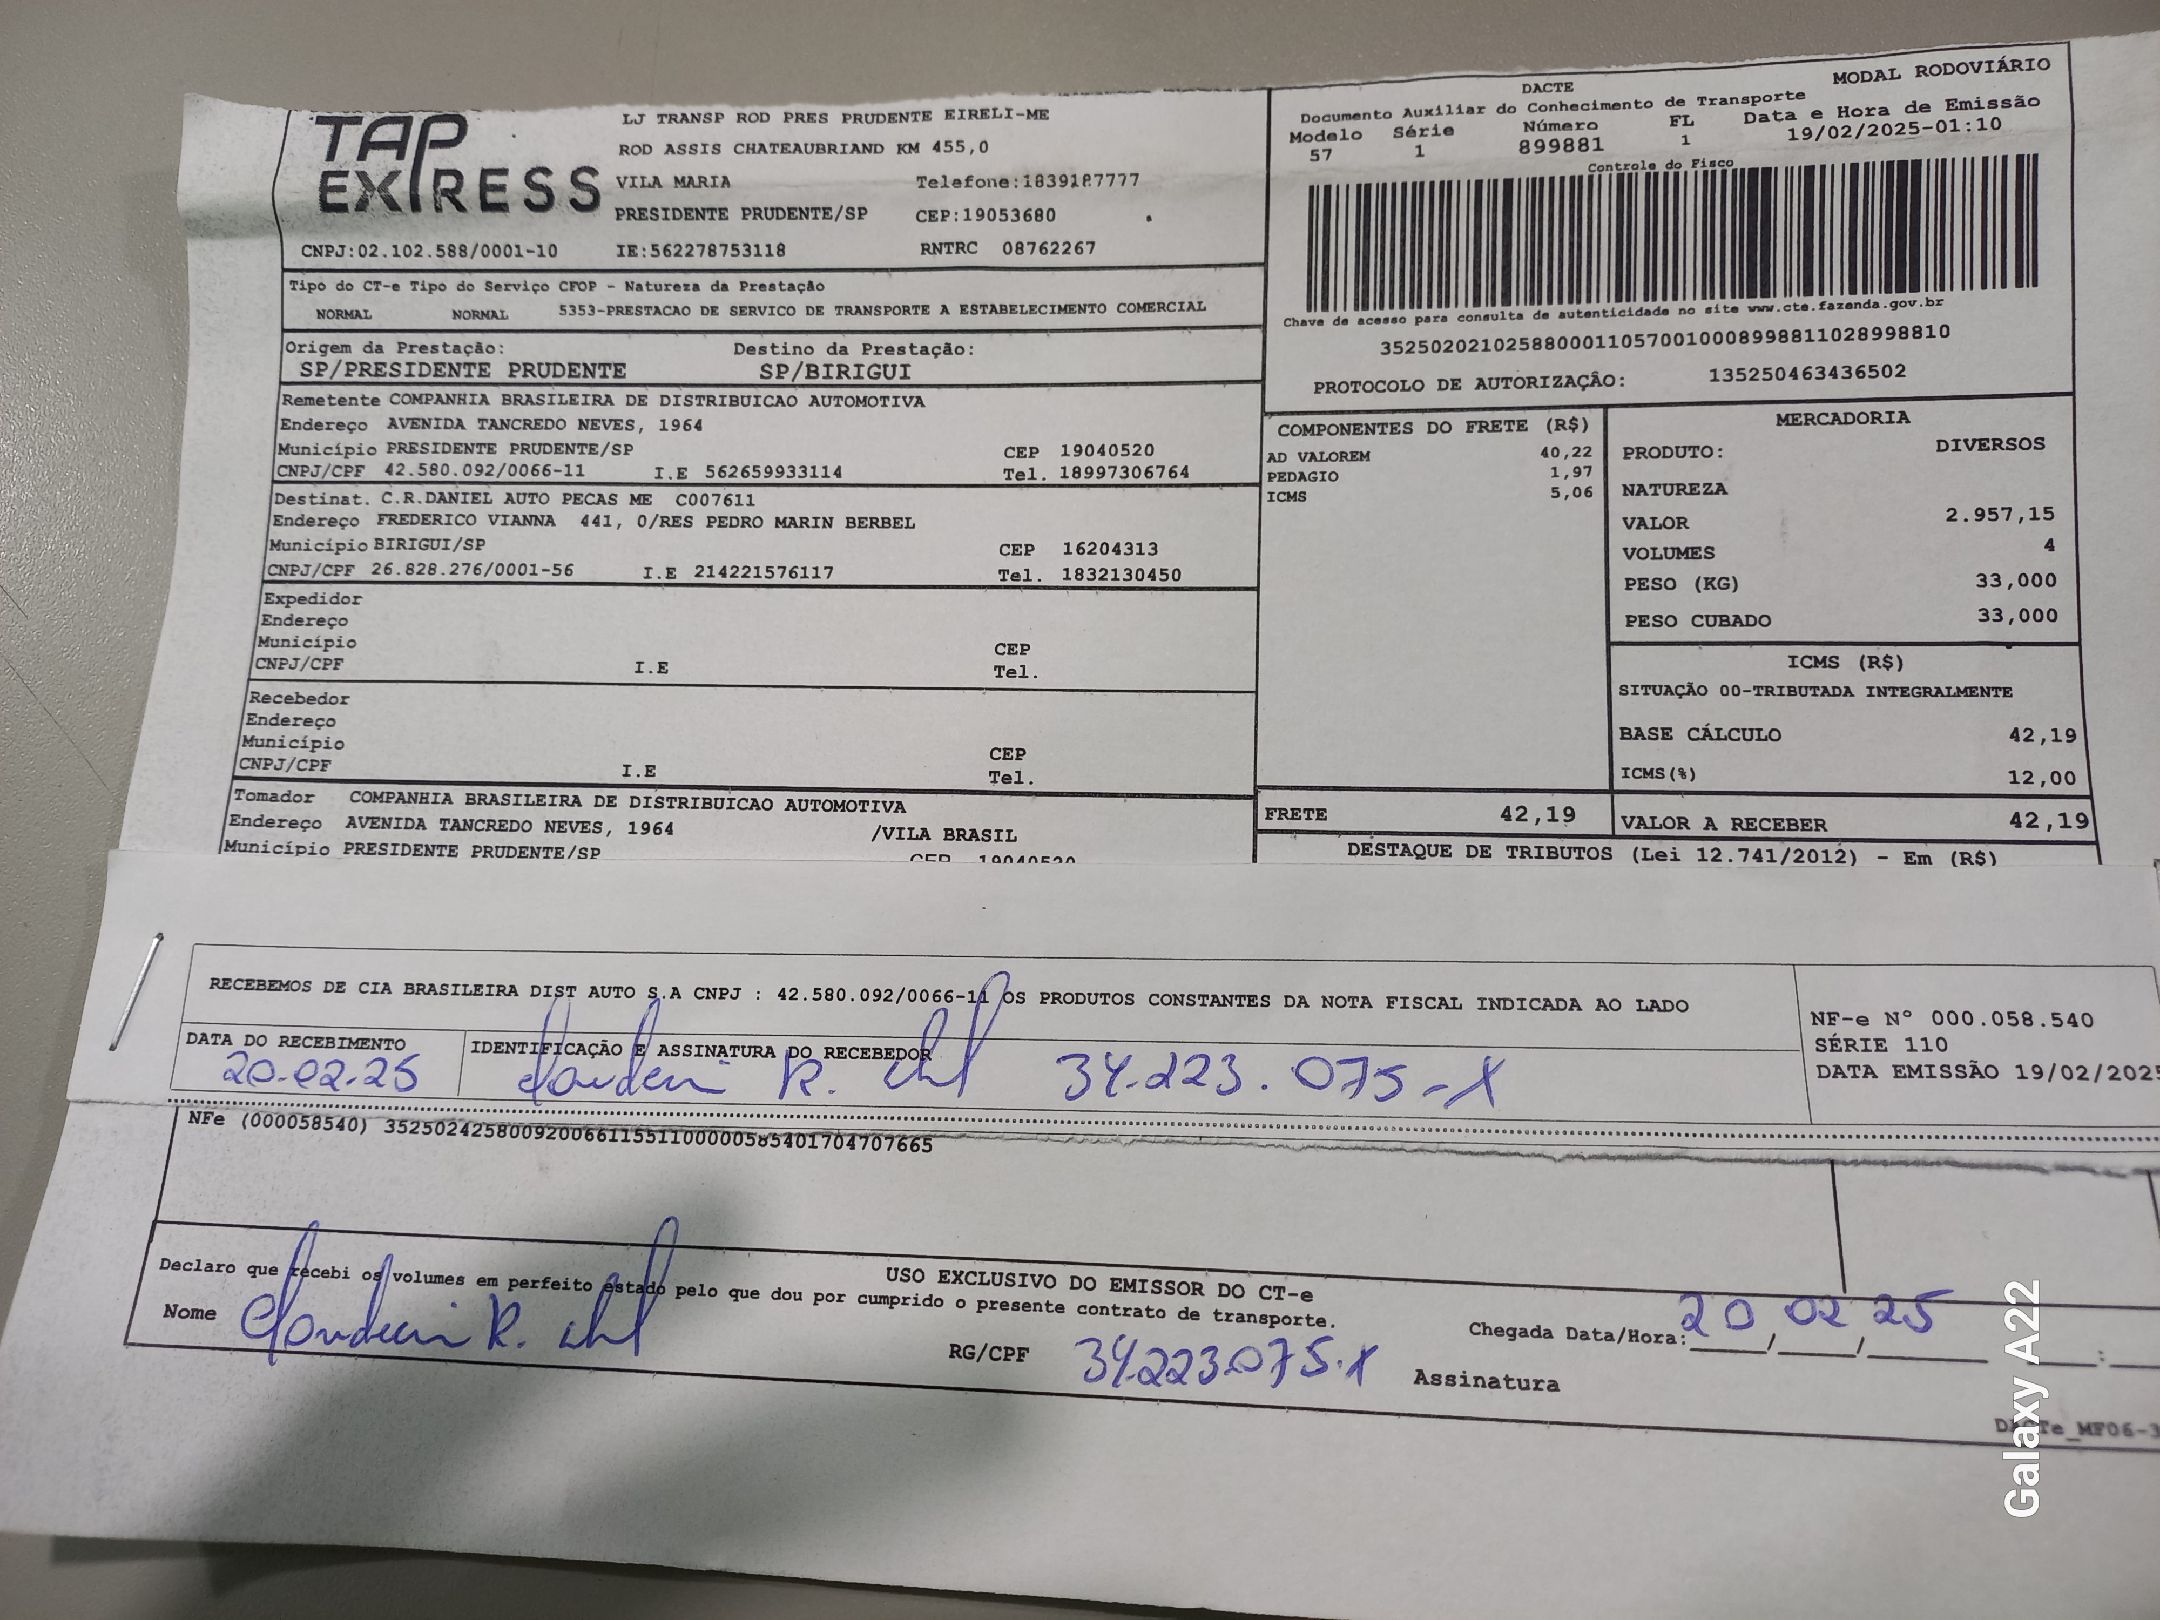 TAP EXPRESS
LJ TRANSP ROD PRES PRUDENTE EIRELI-ME
ROD ASSIS CHATEAUBRIAND KM 455,0
VILA MARIA Telefone:1839187777
PRESIDENTE PRUDENTE/SP CEP:19053680
CNPJ:02.102.588/0001-10 IE:562278753118 RNTRC 08762267
DACTE MODAL RODOVIÁRIO
Documento Auxiliar do Conhecimento de Transporte
Modelo Série Número FL Data e Hora de Emissão
57 1 899881 1 19/02/2025-01:10
Controle do Fisco
Chave de acesso para consulta de autenticidade no site www.cte.fazenda.gov.br
35250202102588000110570010008998811028998810
PROTOCOLO DE AUTORIZAÇÃO: 135250463436502
Tipo do CT-e Tipo do Serviço CFOP - Natureza da Prestação
NORMAL NORMAL 5353-PRESTACAO DE SERVICO DE TRANSPORTE A ESTABELECIMENTO COMERCIAL
Origem da Prestação: Destino da Prestação:
SP/PRESIDENTE PRUDENTE SP/BIRIGUI
Remetente COMPANHIA BRASILEIRA DE DISTRIBUICAO AUTOMOTIVA
Endereço AVENIDA TANCREDO NEVES, 1964
Município PRESIDENTE PRUDENTE/SP CEP 19040520
CNPJ/CPF 42.580.092/0066-11 I.E 562659933114 Tel. 18997306764
Destinat. C.R.DANIEL AUTO PECAS ME C007611
Endereço FREDERICO VIANNA 441, 0/RES PEDRO MARIN BERBEL
Município BIRIGUI/SP CEP 16204313
CNPJ/CPF 26.828.276/0001-56 I.E 214221576117 Tel. 1832130450
Expedidor
Endereço
Município CEP
CNPJ/CPF I.E Tel.
Recebedor
Endereço
Município CEP
CNPJ/CPF I.E Tel.
Tomador COMPANHIA BRASILEIRA DE DISTRIBUICAO AUTOMOTIVA
Endereço AVENIDA TANCREDO NEVES, 1964 /VILA BRASIL
Município PRESIDENTE PRUDENTE/SP CEP 19040520
COMPONENTES DO FRETE (R$)
AD VALOREM 40,22
PEDAGIO 1,97
ICMS 5,06
FRETE 42,19
MERCADORIA
PRODUTO: DIVERSOS
NATUREZA
VALOR 2.957,15
VOLUMES 4
PESO (KG) 33,000
PESO CUBADO 33,000
ICMS (R$)
SITUAÇÃO 00-TRIBUTADA INTEGRALMENTE
BASE CÁLCULO 42,19
ICMS(%) 12,00
VALOR A RECEBER 42,19
DESTAQUE DE TRIBUTOS (Lei 12.741/2012) - Em (R$)
RECEBEMOS DE CIA BRASILEIRA DIST AUTO S.A CNPJ : 42.580.092/0066-11 OS PRODUTOS CONSTANTES DA NOTA FISCAL INDICADA AO LADO
DATA DO RECEBIMENTO IDENTIFICAÇÃO E ASSINATURA DO RECEBEDOR
20.02.25 R. 34.223.075-X
NF-e Nº 000.058.540
SÉRIE 110
DATA EMISSÃO 19/02/2025
NFe (000058540) 35250242580092006611551100000585401704707665
USO EXCLUSIVO DO EMISSOR DO CT-e
Declaro que recebi os volumes em perfeito estado pelo que dou por cumprido o presente contrato de transporte.
Nome R. RG/CPF 34.223.075.X Chegada Data/Hora: 20/02/25 :
Assinatura
Galaxy A22